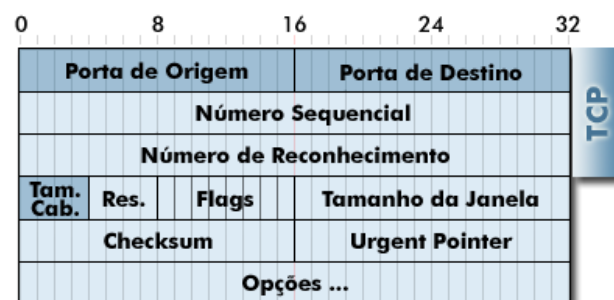 0 8 16 24 32
Porta de Origem Porta de Destino
TCP
Número Sequencial
Número de Reconhecimento
Tam.
Cab. Res. Flags Tamanho da Janela
Checksum Urgent Pointer
Opções ...